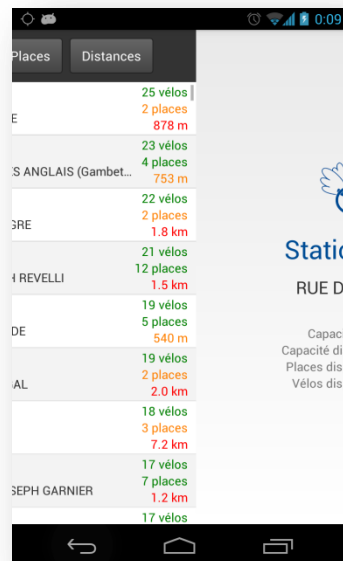 0:09
Places Distances
25 vélos
2 places
E
878 m
23 vélos
4 places
S ANGLAIS (Gambet...
753 m
22 vélos
2 places
GRE
1.8 km
21 vélos
12 places
H REVELLI
1.5 km
19 vélos
5 places
DE
540 m
19 vélos
2 places
AL
2.0 km
18 vélos
3 places
7.2 km
17 vélos
7 places
SEPH GARNIER
1.2 km
17 vélos
Static
RUE D
Capac
Capacité di
Places dis
Vélos dis